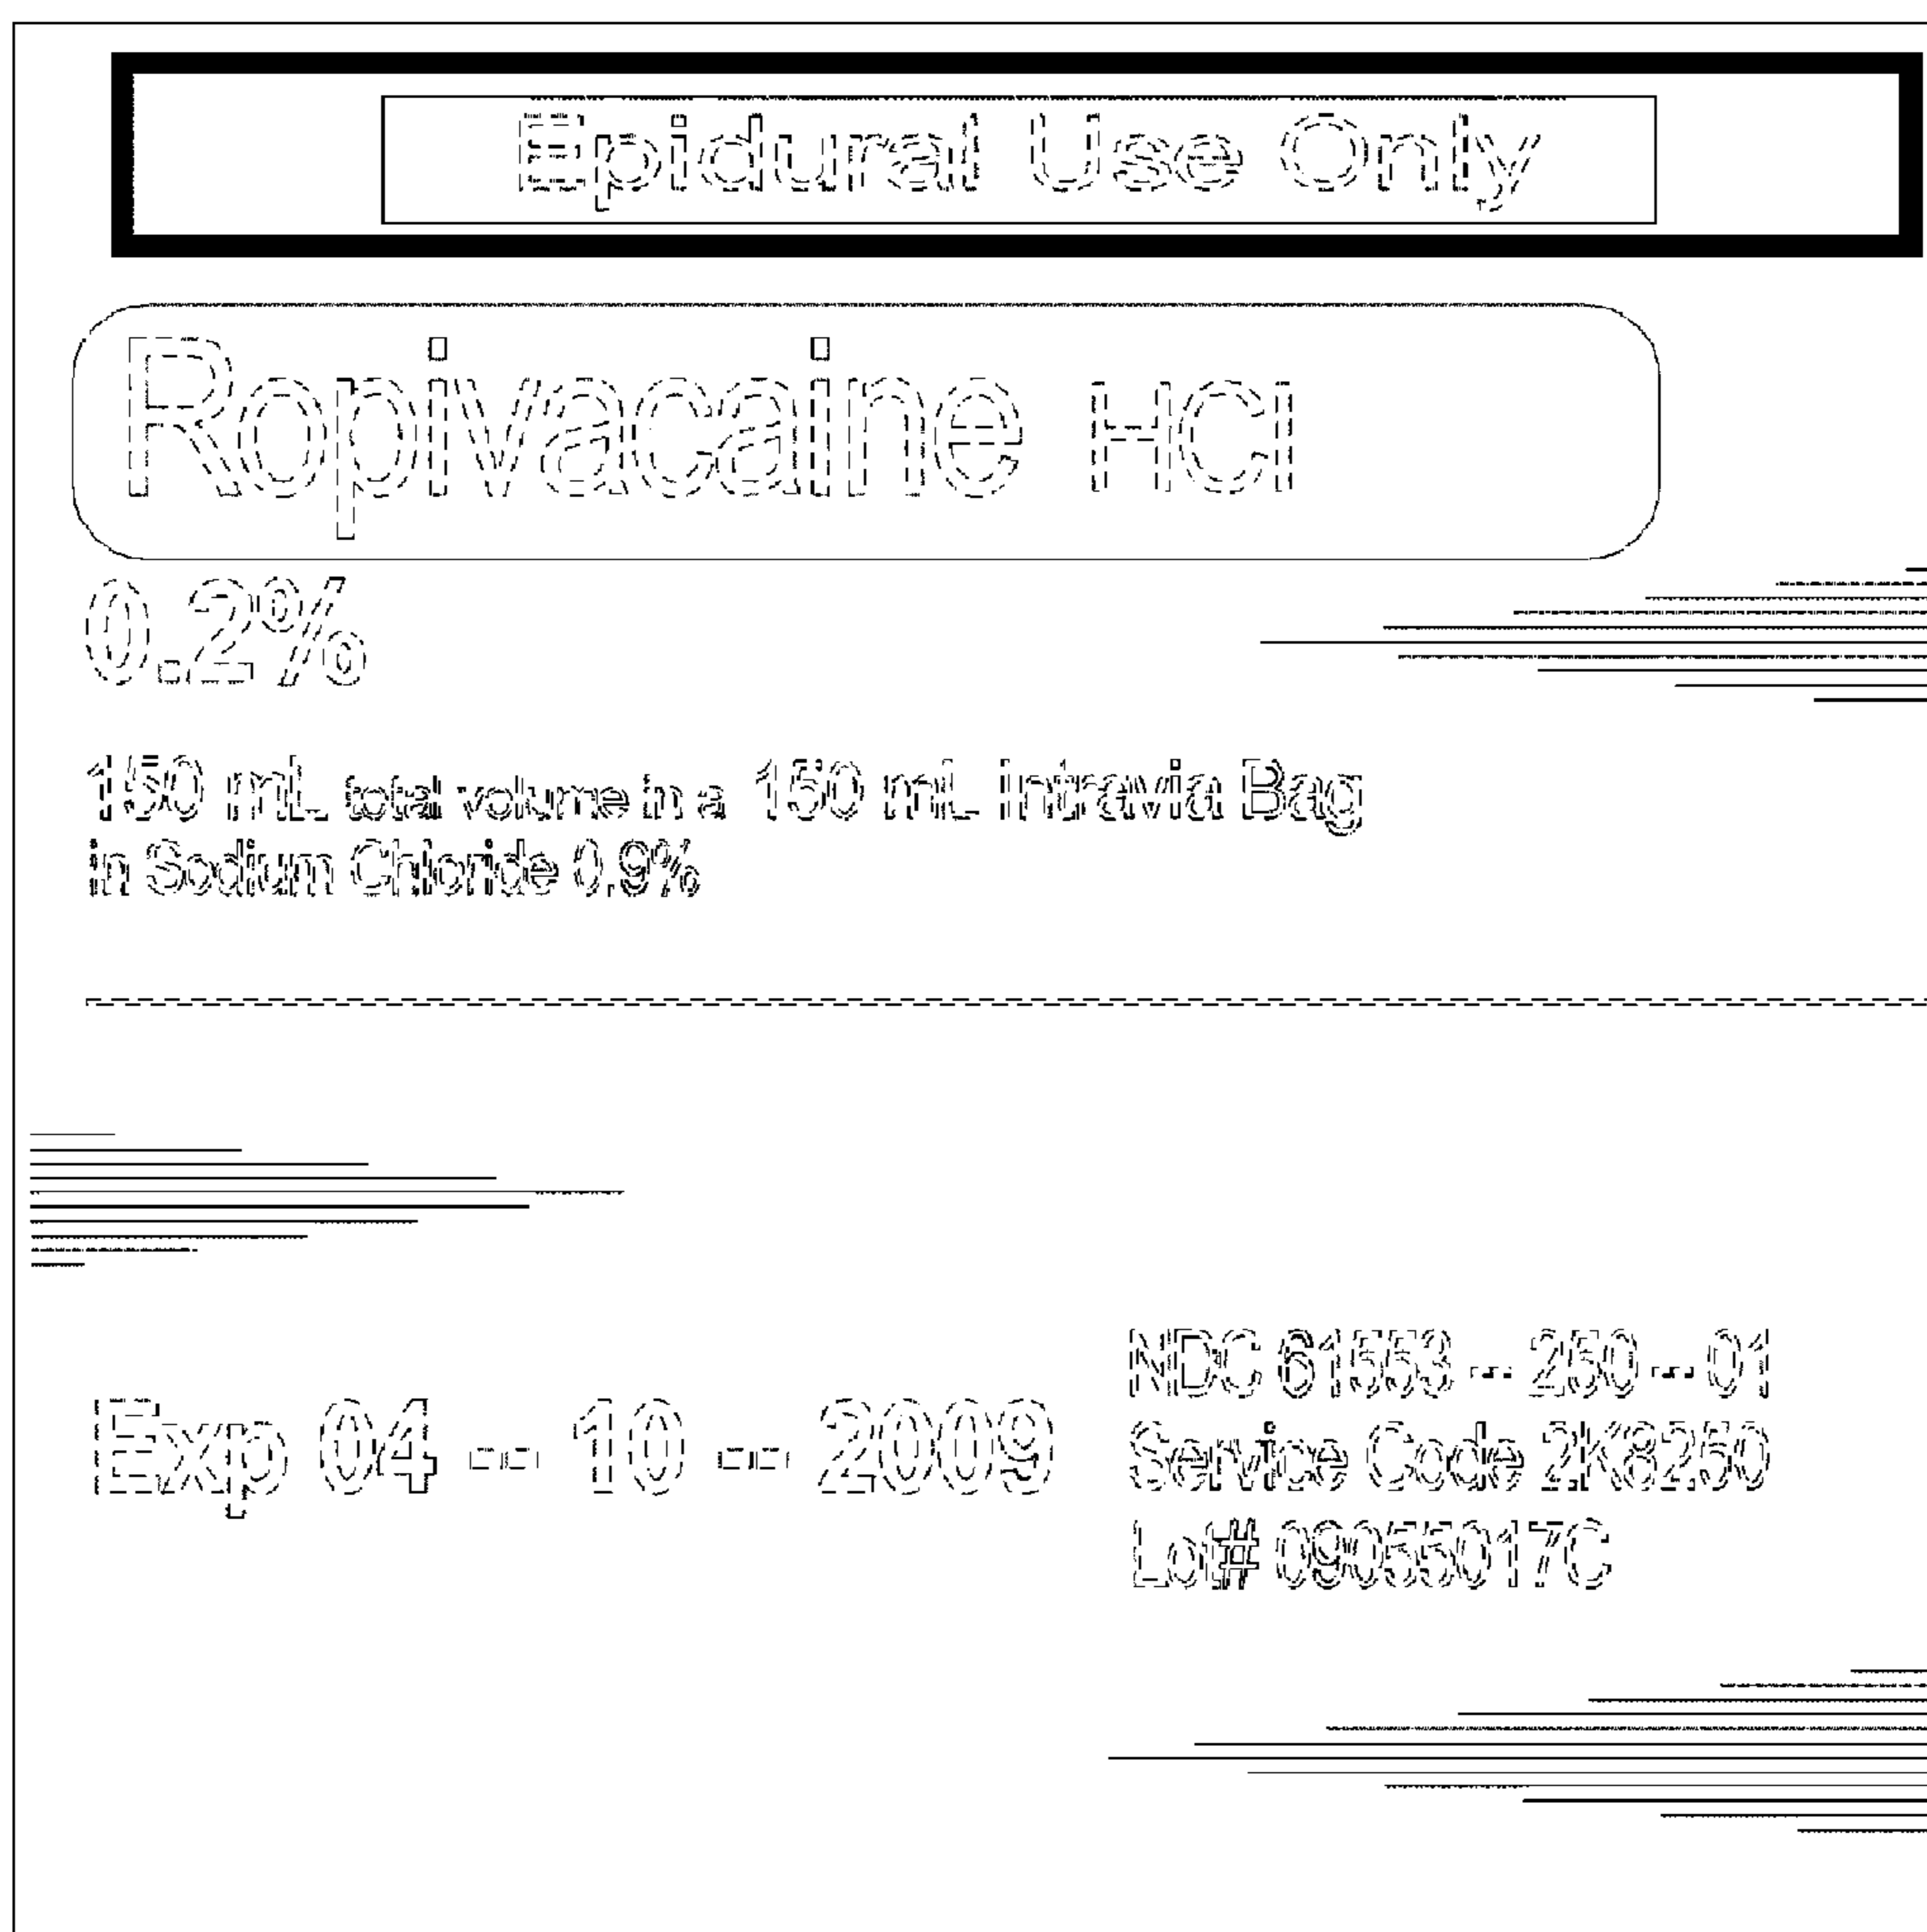 Epidural Use Only
Ropivacaine HCl
0.2%
150 mL total volume in a 150 mL Intravia Bag
in Sodium Chloride 0.9%
Exp 04 -- 10 -- 2009
NDC 61553 -- 250 -- 01
Service Code 2K8250
Lot# 09055017C